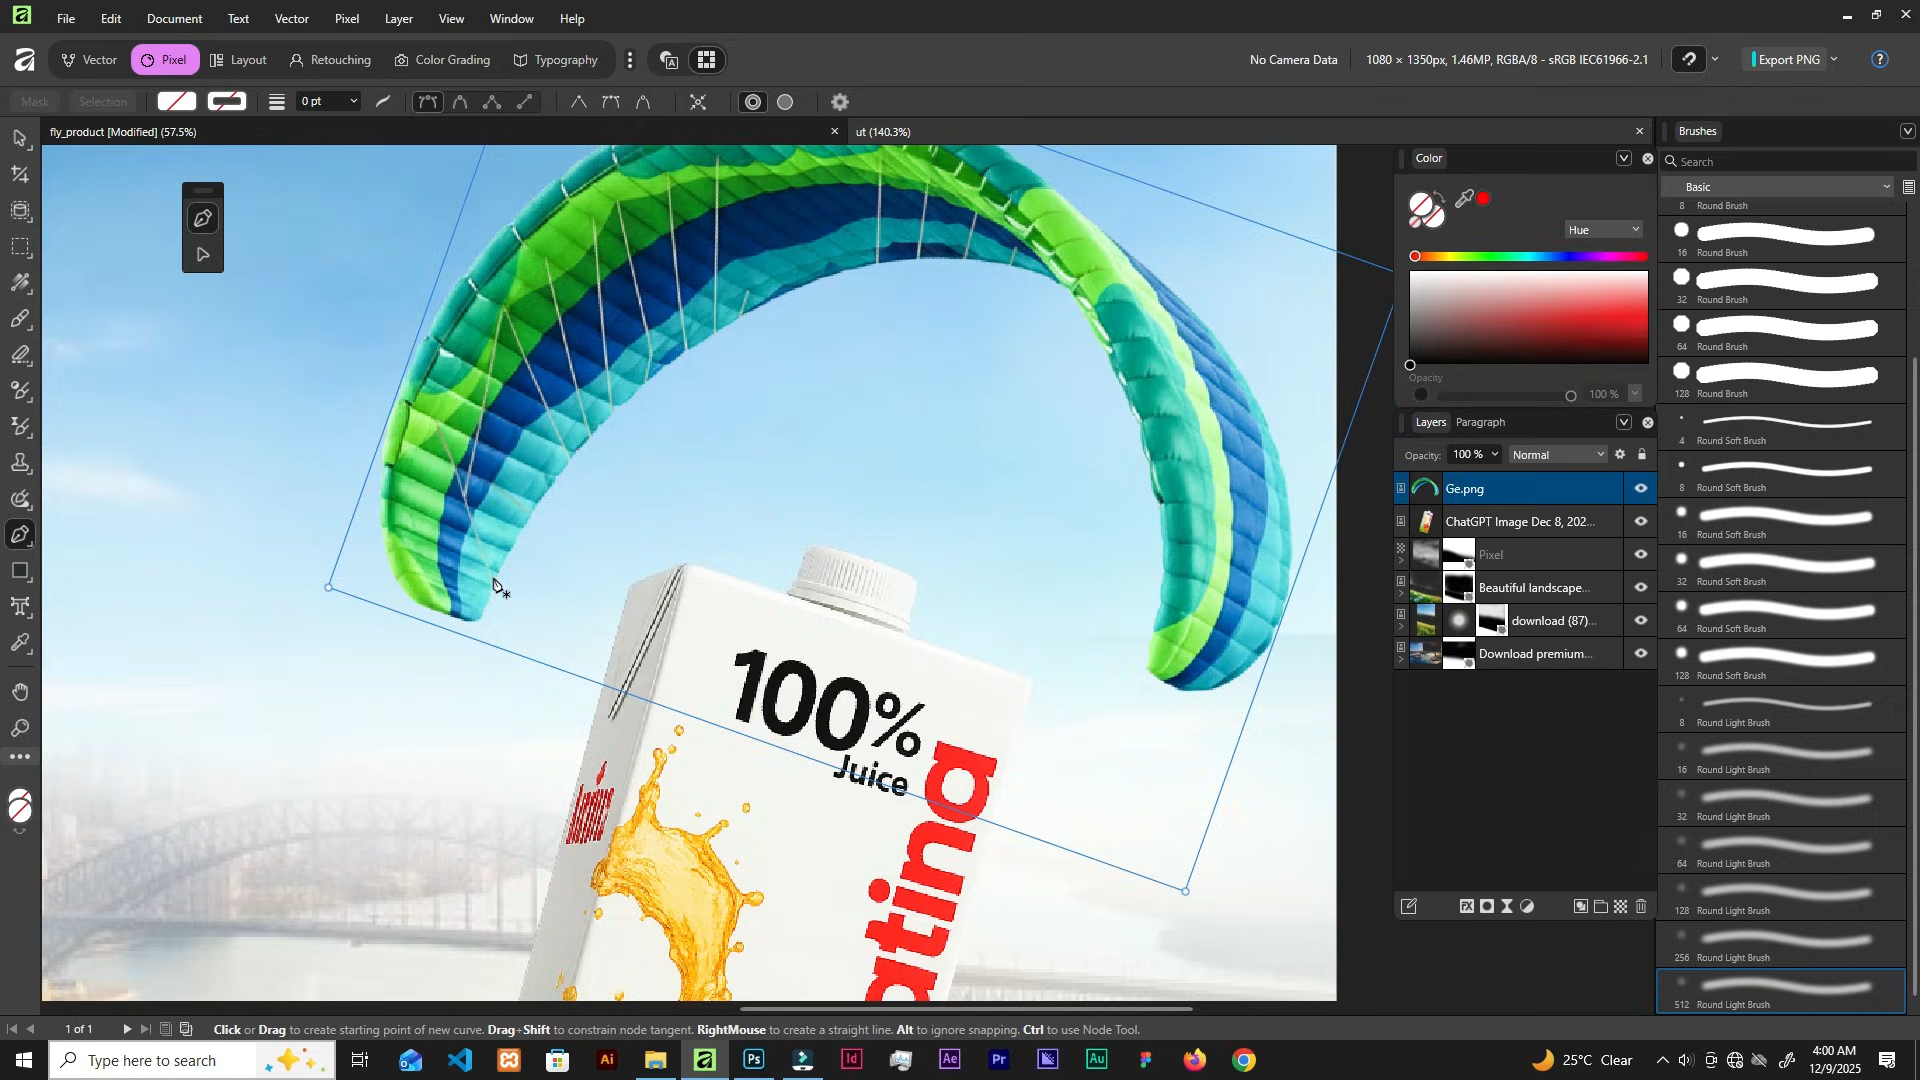 File Edit Document Text Vector Pixel Layer View Window Help
Vector Pixel Layout Retouching Color Grading Typography
No Camera Data 1080 × 1350px, 1.46MP, RGBA/8 - sRGB IEC61966-2.1 Export PNG
Mask Selection 0 pt
fly_product [Modified] (57.5%)
ut (140.3%)
100%
Juice
atina
Color
Hue
Opacity
100 %
Layers Paragraph
Opacity: 100 % Normal
Ge.png
ChatGPT Image Dec 8, 202...
Pixel
Beautiful landscape...
download (87)...
Download premium...
Brushes
Search
Basic
8 Round Brush
16 Round Brush
32 Round Brush
64 Round Brush
128 Round Brush
4 Round Soft Brush
8 Round Soft Brush
16 Round Soft Brush
32 Round Soft Brush
64 Round Soft Brush
128 Round Soft Brush
8 Round Light Brush
16 Round Light Brush
32 Round Light Brush
64 Round Light Brush
128 Round Light Brush
256 Round Light Brush
512 Round Light Brush
1 of 1
Click or Drag to create starting point of new curve. Drag+Shift to constrain node tangent. RightMouse to create a straight line. Alt to ignore snapping. Ctrl to use Node Tool.
Type here to search
Ai
Ps
Id
Ae
Pr
Au
25°C Clear
4:00 AM
12/9/2025